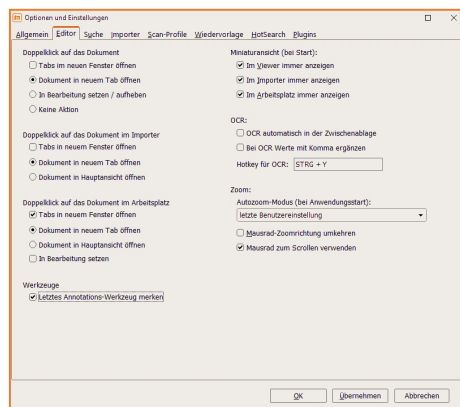 Optionen und Einstellungen
Allgemein Editor Suche Importer Scan-Profile Wiedervorlage HotSearch Plugins
Doppelklick auf das Dokument
Tabs im neuen Fenster öffnen
Dokument in neuem Tab öffnen
In Bearbeitung setzen / aufheben
Keine Aktion
Doppelklick auf das Dokument im Importer
Tabs in neuem Fenster öffnen
Dokument in neuem Tab öffnen
Dokument in Hauptansicht öffnen
Doppelklick auf das Dokument im Arbeitsplatz
Tabs in neuem Fenster öffnen
Dokument in neuem Tab öffnen
Dokument in Hauptansicht öffnen
In Bearbeitung setzen
Werkzeuge
Letztes Annotations-Werkzeug merken
Miniaturansicht (bei Start):
Im Viewer immer anzeigen
Im Importer immer anzeigen
Im Arbeitsplatz immer anzeigen
OCR:
OCR automatisch in der Zwischenablage
Bei OCR Werte mit Komma ergänzen
Hotkey für OCR: STRG + Y
Zoom:
Autozoom-Modus (bei Anwendungsstart):
letzte Benutzereinstellung
Mausrad-Zoomrichtung umkehren
Mausrad zum Scrollen verwenden
OK Übernehmen Abbrechen